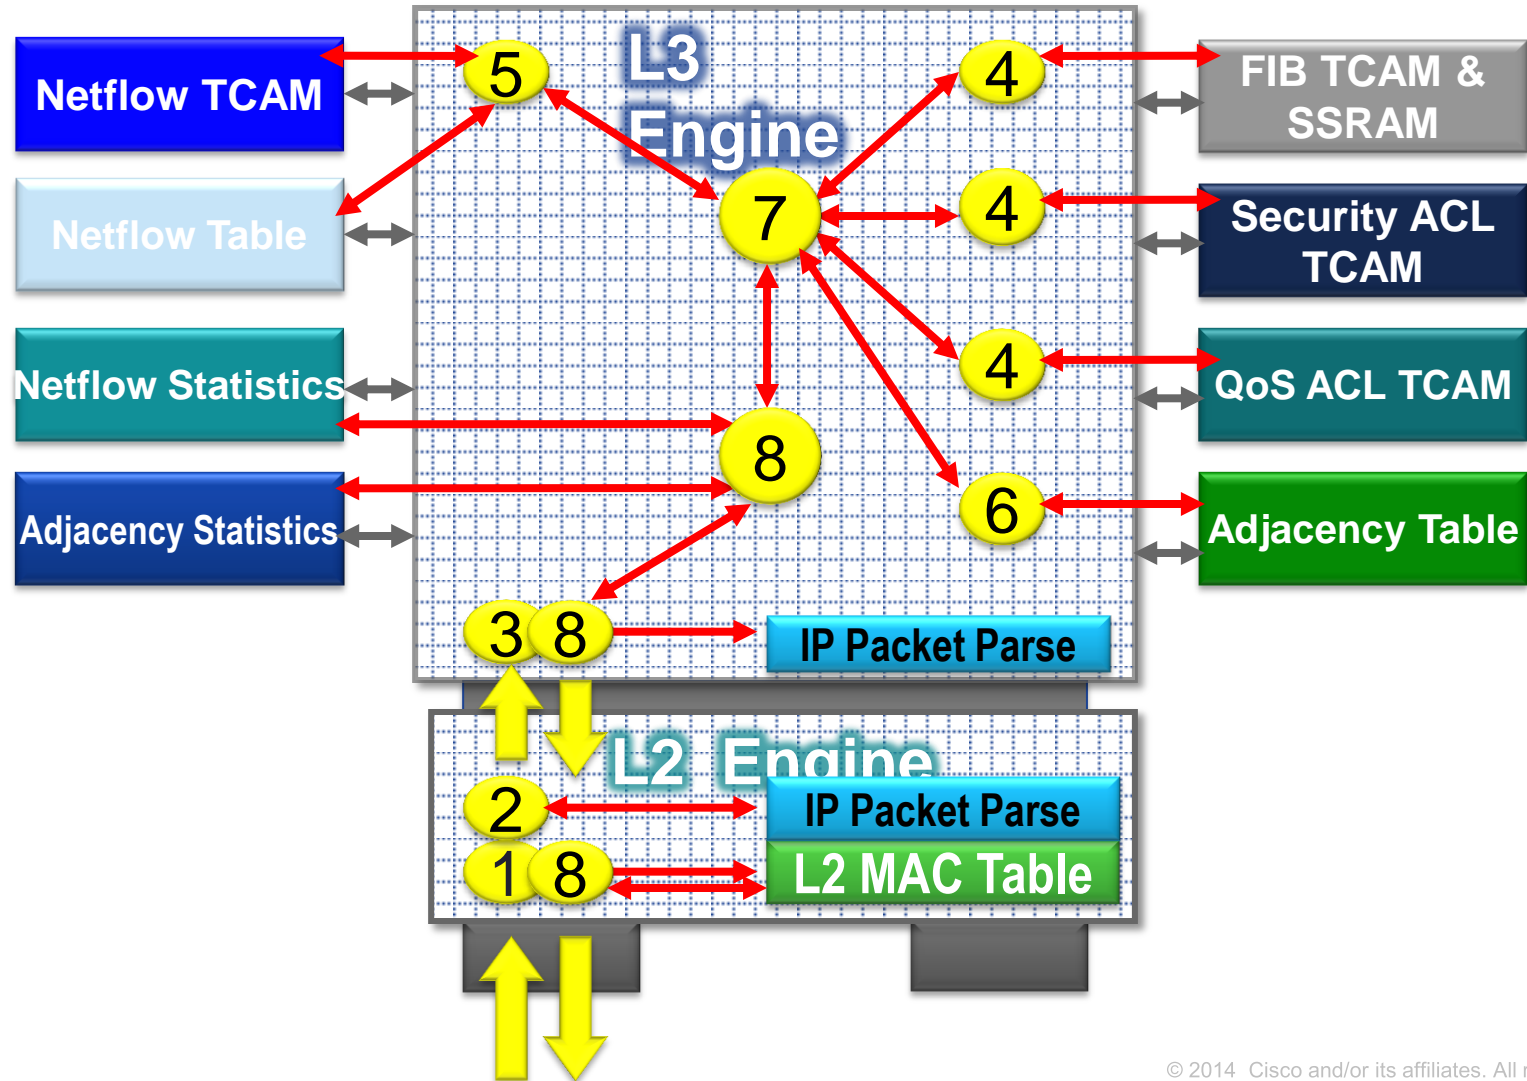 L3
Engine
Netflow TCAM
5
4
FIB TCAM &
SSRAM
Netflow Table
7
4
Security ACL
TCAM
Netflow Statistics
4
QoS ACL TCAM
8
Adjacency Statistics
6
Adjacency Table
3
8
IP Packet Parse
L2 Engine
2
IP Packet Parse
1
8
L2 MAC Table
© 2014 Cisco and/or its affiliates. All